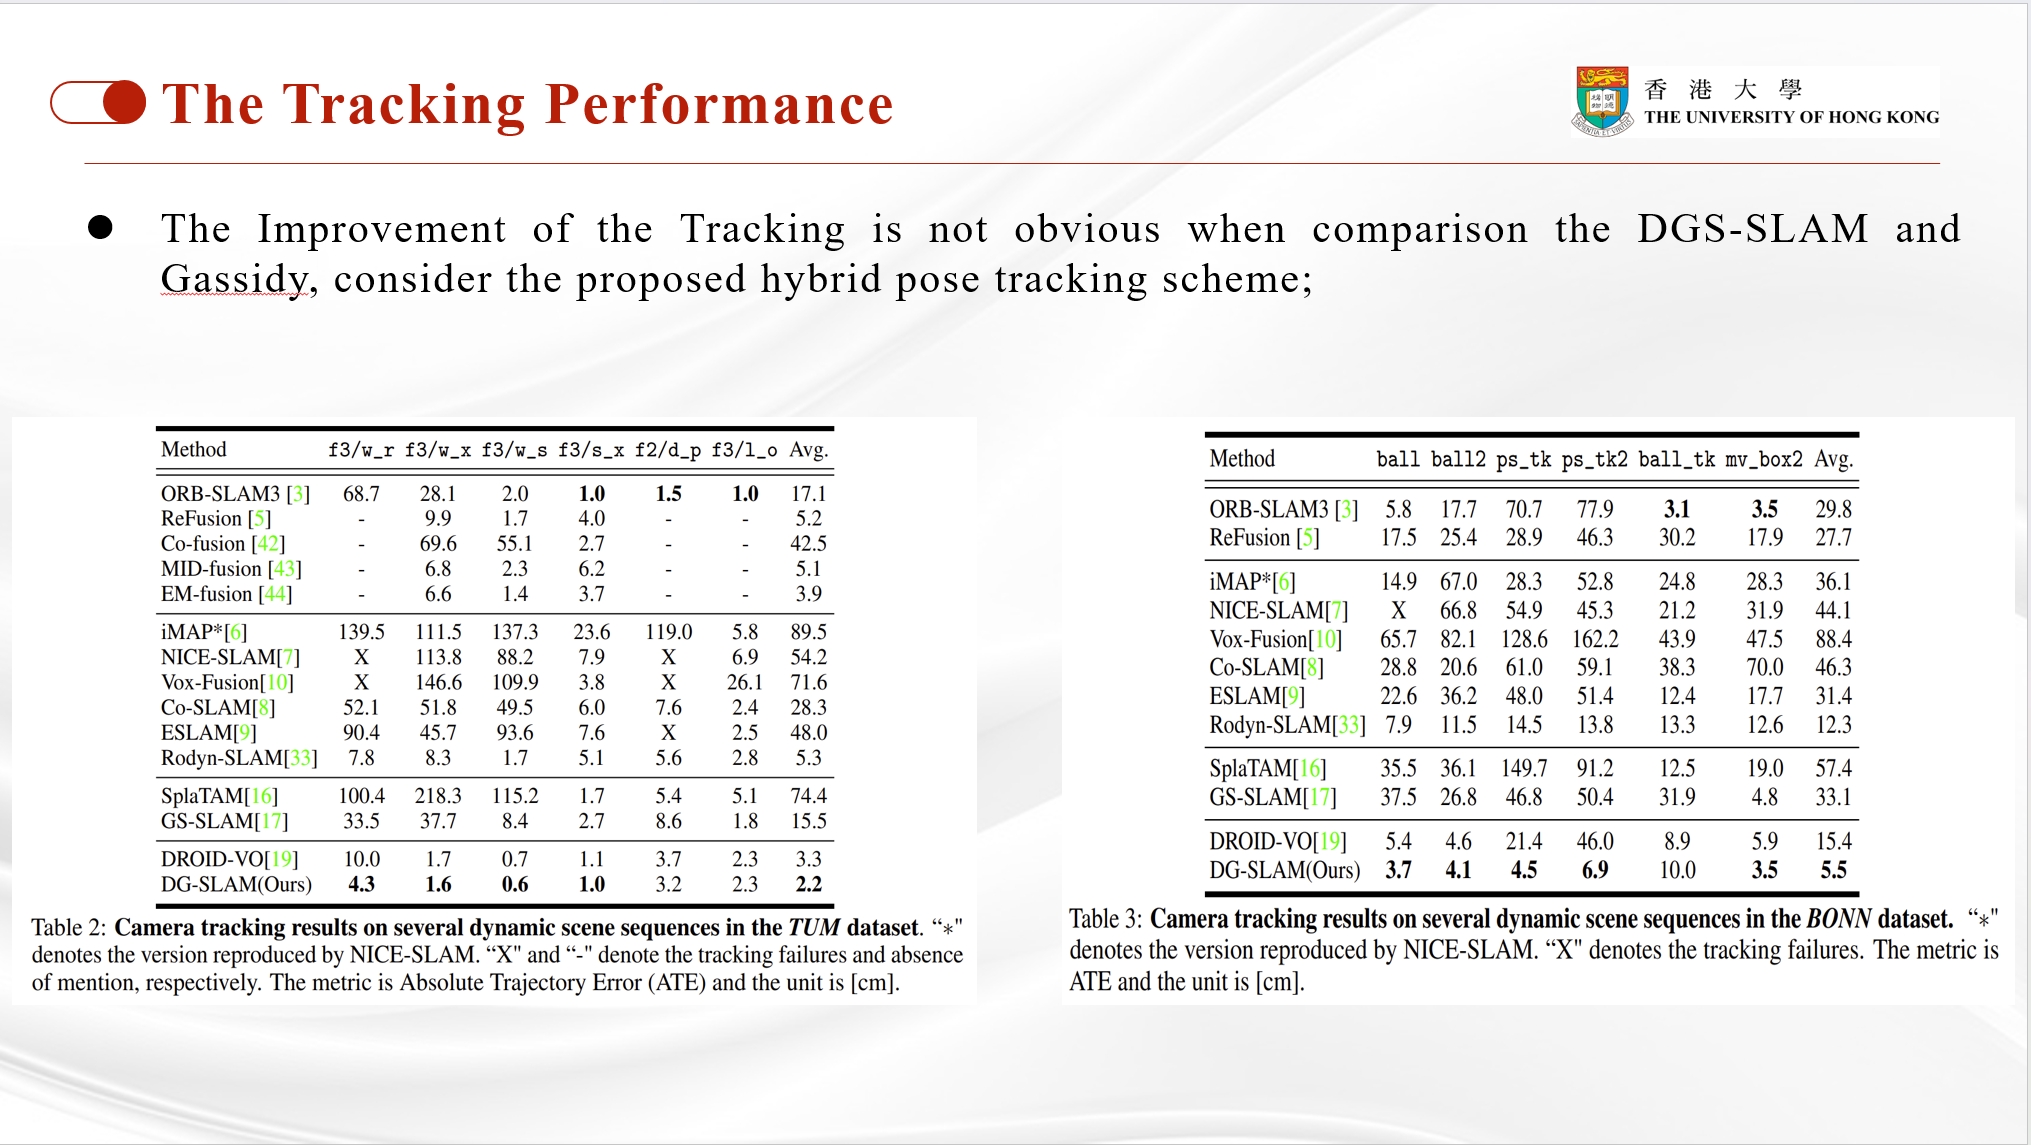 The Tracking Performance
香 港 大 學
THE UNIVERSITY OF HONG KONG
● The Improvement of the Tracking is not obvious when comparison the DGS-SLAM and
Gassidy, consider the proposed hybrid pose tracking scheme;
Method f3/w_r f3/w_x f3/w_s f3/s_x f2/d_p f3/l_o Avg.
ORB-SLAM3 [3] 68.7 28.1 2.0 1.0 1.5 1.0 17.1
ReFusion [5] - 9.9 1.7 4.0 - - 5.2
Co-fusion [42] - 69.6 55.1 2.7 - - 42.5
MID-fusion [43] - 6.8 2.3 6.2 - - 5.1
EM-fusion [44] - 6.6 1.4 3.7 - - 3.9
iMAP*[6] 139.5 111.5 137.3 23.6 119.0 5.8 89.5
NICE-SLAM[7] X 113.8 88.2 7.9 X 6.9 54.2
Vox-Fusion[10] X 146.6 109.9 3.8 X 26.1 71.6
Co-SLAM[8] 52.1 51.8 49.5 6.0 7.6 2.4 28.3
ESLAM[9] 90.4 45.7 93.6 7.6 X 2.5 48.0
Rodyn-SLAM[33] 7.8 8.3 1.7 5.1 5.6 2.8 5.3
SplaTAM[16] 100.4 218.3 115.2 1.7 5.4 5.1 74.4
GS-SLAM[17] 33.5 37.7 8.4 2.7 8.6 1.8 15.5
DROID-VO[19] 10.0 1.7 0.7 1.1 3.7 2.3 3.3
DG-SLAM(Ours) 4.3 1.6 0.6 1.0 3.2 2.3 2.2
Table 2: Camera tracking results on several dynamic scene sequences in the TUM dataset. “*"
denotes the version reproduced by NICE-SLAM. “X" and “-" denote the tracking failures and absence
of mention, respectively. The metric is Absolute Trajectory Error (ATE) and the unit is [cm].
Method ball ball2 ps_tk ps_tk2 ball_tk mv_box2 Avg.
ORB-SLAM3 [3] 5.8 17.7 70.7 77.9 3.1 3.5 29.8
ReFusion [5] 17.5 25.4 28.9 46.3 30.2 17.9 27.7
iMAP*[6] 14.9 67.0 28.3 52.8 24.8 28.3 36.1
NICE-SLAM[7] X 66.8 54.9 45.3 21.2 31.9 44.1
Vox-Fusion[10] 65.7 82.1 128.6 162.2 43.9 47.5 88.4
Co-SLAM[8] 28.8 20.6 61.0 59.1 38.3 70.0 46.3
ESLAM[9] 22.6 36.2 48.0 51.4 12.4 17.7 31.4
Rodyn-SLAM[33] 7.9 11.5 14.5 13.8 13.3 12.6 12.3
SplaTAM[16] 35.5 36.1 149.7 91.2 12.5 19.0 57.4
GS-SLAM[17] 37.5 26.8 46.8 50.4 31.9 4.8 33.1
DROID-VO[19] 5.4 4.6 21.4 46.0 8.9 5.9 15.4
DG-SLAM(Ours) 3.7 4.1 4.5 6.9 10.0 3.5 5.5
Table 3: Camera tracking results on several dynamic scene sequences in the BONN dataset. “*"
denotes the version reproduced by NICE-SLAM. “X" denotes the tracking failures. The metric is
ATE and the unit is [cm].